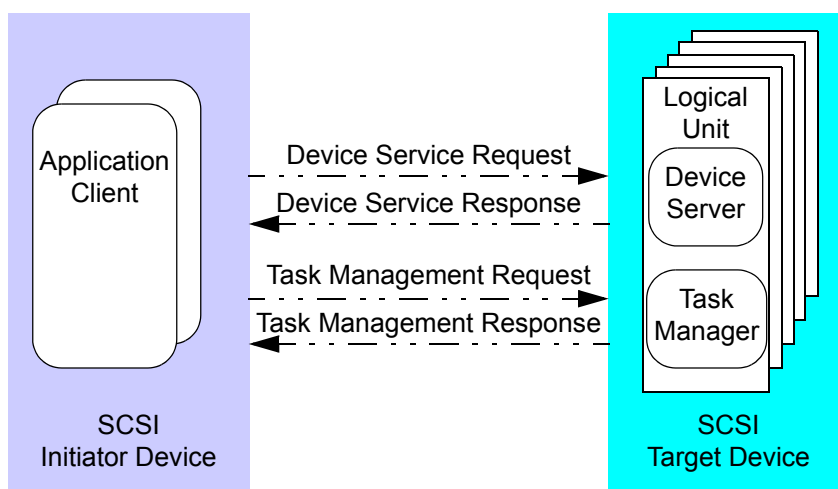 Application
Client
Device Service Request
Device Service Response
Task Management Request
Task Management Response
Logical
Unit
Device
Server
Task
Manager
SCSI
Initiator Device
SCSI
Target Device